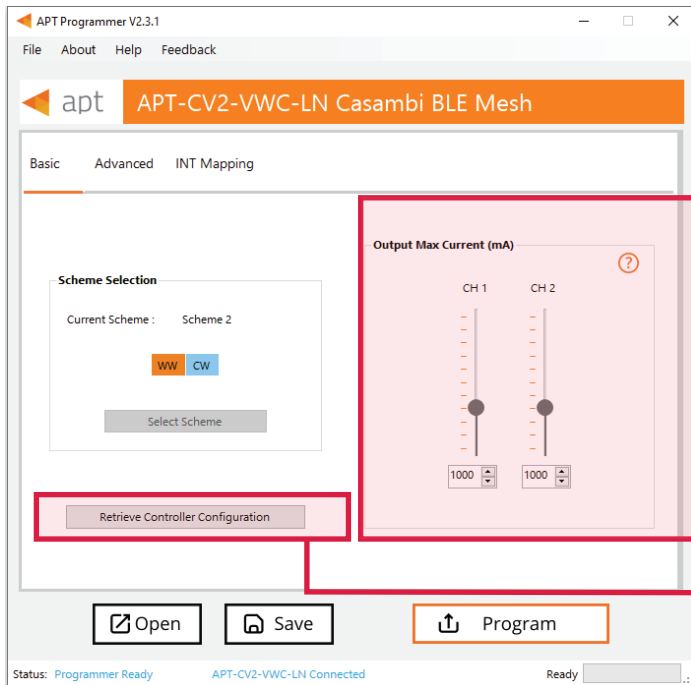 APT Programmer V2.3.1
File About Help Feedback
apt APT-CV2-VWC-LN Casambi BLE Mesh
Basic Advanced INT Mapping
Output Max Current (mA)
?
CH 1 CH 2
Scheme Selection
Current Scheme : Scheme 2
WW CW
Select Scheme
1000 1000
Retrieve Controller Configuration
Open Save Program
Status: Programmer Ready APT-CV2-VWC-LN Connected Ready